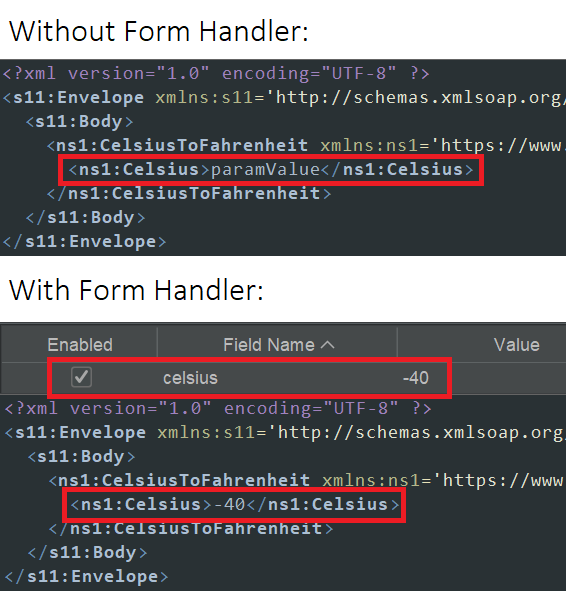 Without Form Handler:
<?xml version="1.0" encoding="UTF-8" ?>
<s11:Envelope xmlns:s11='http://schemas.xmlsoap.org/
<s11:Body>
<ns1:CelsiusToFahrenheit xmlns:ns1='https://www.
<ns1:Celsius>paramValue</ns1:Celsius>
</ns1:CelsiusToFahrenheit>
</s11:Body>
</s11:Envelope>
With Form Handler:
Enabled Field Name Value
celsius -40
<?xml version="1.0" encoding="UTF-8" ?>
<s11:Envelope xmlns:s11='http://schemas.xmlsoap.org
<s11:Body>
<ns1:CelsiusToFahrenheit xmlns:ns1='https://www
<ns1:Celsius>-40</ns1:Celsius>
</ns1:CelsiusToFahrenheit>
</s11:Body>
</s11:Envelope>